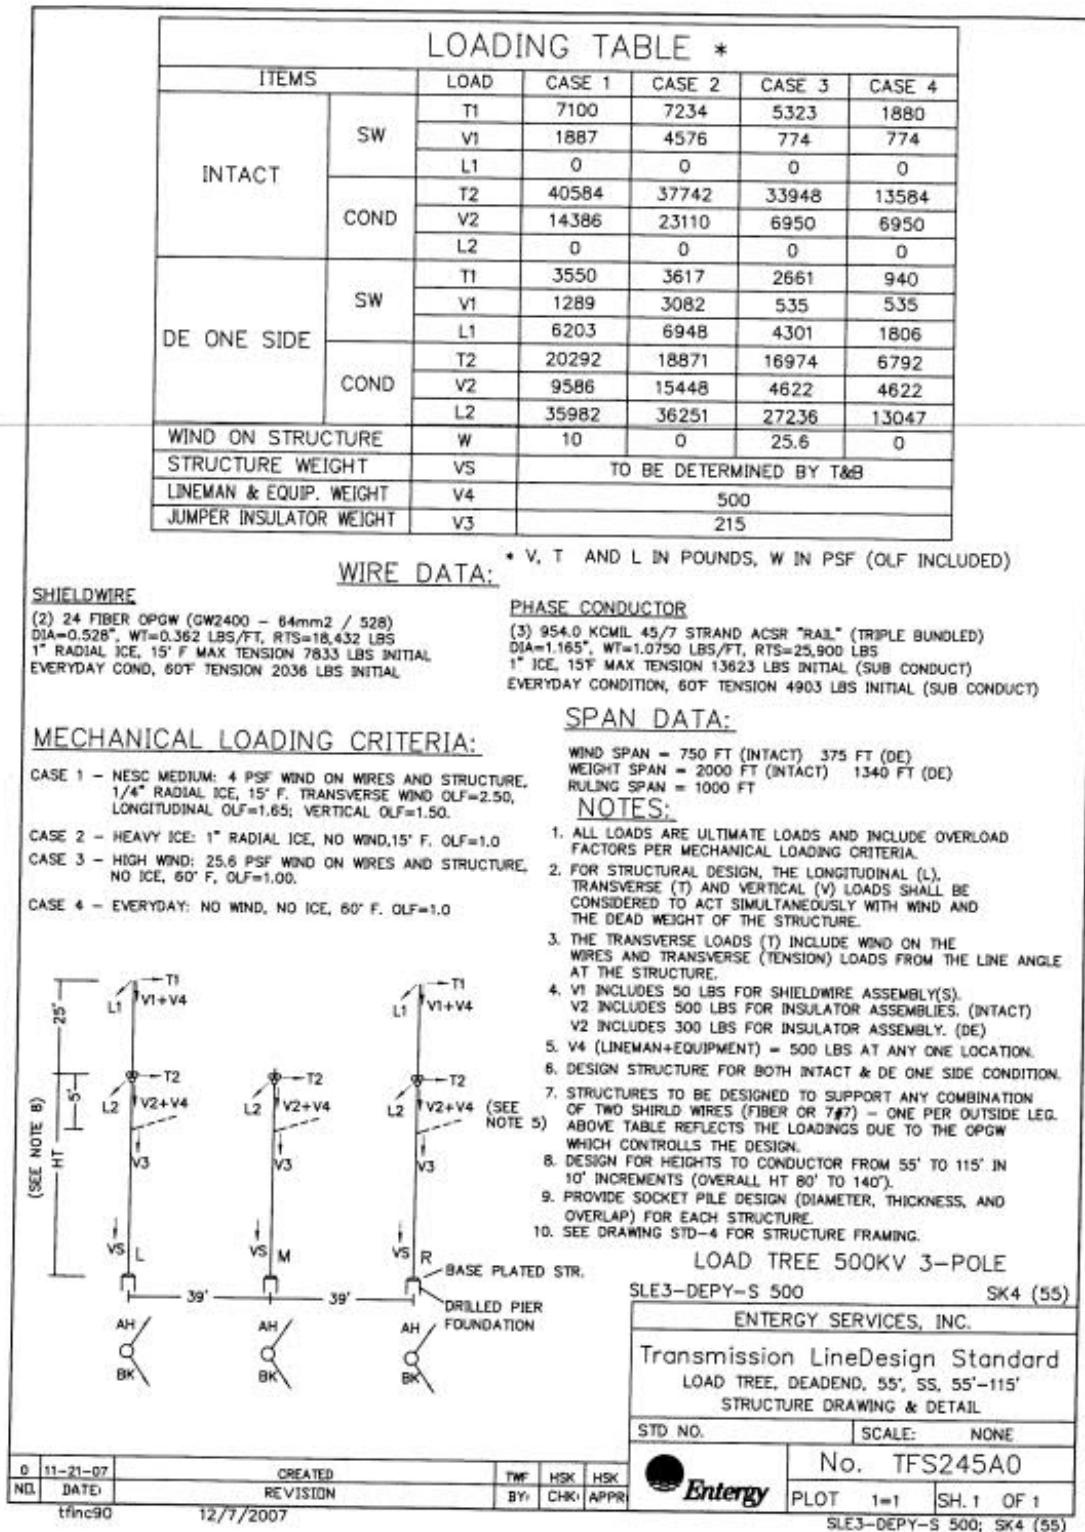 LOADING TABLE *
ITEMS LOAD CASE 1 CASE 2 CASE 3 CASE 4
INTACT SW T1 7100 7234 5323 1880
V1 1887 4576 774 774
L1 0 0 0 0
COND T2 40584 37742 33948 13584
V2 14386 23110 6950 6950
L2 0 0 0 0
DE ONE SIDE SW T1 3550 3617 2661 940
V1 1289 3082 535 535
L1 6203 6948 4301 1806
COND T2 20292 18871 16974 6792
V2 9586 15448 4622 4622
L2 35982 36251 27236 13047
WIND ON STRUCTURE W 10 0 25.6 0
STRUCTURE WEIGHT VS TO BE DETERMINED BY T&B
LINEMAN & EQUIP. WEIGHT V4 500
JUMPER INSULATOR WEIGHT V3 215
* V, T AND L IN POUNDS, W IN PSF (OLF INCLUDED)
WIRE DATA:
SHIELDWIRE
(2) 24 FIBER OPGW (GW2400 - 64mm2 / 528)
DIA=0.528", WT=0.362 LBS/FT, RTS=18,432 LBS
1" RADIAL ICE, 15° F MAX TENSION 7833 LBS INITIAL
EVERYDAY COND, 60°F TENSION 2036 LBS INITIAL
PHASE CONDUCTOR
(3) 954.0 KCMIL 45/7 STRAND ACSR "RAIL" (TRIPLE BUNDLED)
DIA=1.165", WT=1.0750 LBS/FT, RTS=25,900 LBS
1" ICE, 15°F MAX TENSION 13623 LBS INITIAL (SUB CONDUCT)
EVERYDAY CONDITION, 60°F TENSION 4903 LBS INITIAL (SUB CONDUCT)
MECHANICAL LOADING CRITERIA:
CASE 1 - NESC MEDIUM: 4 PSF WIND ON WIRES AND STRUCTURE,
1/4" RADIAL ICE, 15° F. TRANSVERSE WIND OLF=2.50,
LONGITUDINAL OLF=1.65; VERTICAL OLF=1.50.
CASE 2 - HEAVY ICE: 1" RADIAL ICE, NO WIND,15° F. OLF=1.0
CASE 3 - HIGH WIND: 25.6 PSF WIND ON WIRES AND STRUCTURE,
NO ICE, 60° F, OLF=1.00.
CASE 4 - EVERYDAY: NO WIND, NO ICE, 60° F. OLF=1.0
SPAN DATA:
WIND SPAN = 750 FT (INTACT) 375 FT (DE)
WEIGHT SPAN = 2000 FT (INTACT) 1340 FT (DE)
RULING SPAN = 1000 FT
NOTES:
1. ALL LOADS ARE ULTIMATE LOADS AND INCLUDE OVERLOAD
FACTORS PER MECHANICAL LOADING CRITERIA.
2. FOR STRUCTURAL DESIGN, THE LONGITUDINAL (L),
TRANSVERSE (T) AND VERTICAL (V) LOADS SHALL BE
CONSIDERED TO ACT SIMULTANEOUSLY WITH WIND AND
THE DEAD WEIGHT OF THE STRUCTURE.
3. THE TRANSVERSE LOADS (T) INCLUDE WIND ON THE
WIRES AND TRANSVERSE (TENSION) LOADS FROM THE LINE ANGLE
AT THE STRUCTURE.
4. V1 INCLUDES 50 LBS FOR SHIELDWIRE ASSEMBLY(S).
V2 INCLUDES 500 LBS FOR INSULATOR ASSEMBLIES. (INTACT)
V2 INCLUDES 300 LBS FOR INSULATOR ASSEMBLY. (DE)
5. V4 (LINEMAN+EQUIPMENT) = 500 LBS AT ANY ONE LOCATION.
6. DESIGN STRUCTURE FOR BOTH INTACT & DE ONE SIDE CONDITION.
7. STRUCTURES TO BE DESIGNED TO SUPPORT ANY COMBINATION
OF TWO SHIRLD WIRES (FIBER OR 7#7) - ONE PER OUTSIDE LEG.
ABOVE TABLE REFLECTS THE LOADINGS DUE TO THE OPGW
WHICH CONTROLLS THE DESIGN.
8. DESIGN FOR HEIGHTS TO CONDUCTOR FROM 55' TO 115' IN
10' INCREMENTS (OVERALL HT 80' TO 140').
9. PROVIDE SOCKET PILE DESIGN (DIAMETER, THICKNESS, AND
OVERLAP) FOR EACH STRUCTURE.
10. SEE DRAWING STD-4 FOR STRUCTURE FRAMING.
T1 T1
L1 V1+V4 L1 V1+V4
25'
T2 T2 T2
5'
L2 V2+V4 L2 V2+V4 L2 V2+V4 (SEE
NOTE 5)
V3 V3 V3
(SEE NOTE 8)
HT
VS L VS M VS R
BASE PLATED STR.
39' 39'
DRILLED PIER
FOUNDATION
AH AH AH
BK BK BK
LOAD TREE 500KV 3-POLE
SLE3-DEPY-S 500 SK4 (55)
ENTERGY SERVICES, INC.
Transmission LineDesign Standard
LOAD TREE, DEADEND, 55', SS, 55'-115'
STRUCTURE DRAWING & DETAIL
STD NO. SCALE: NONE
Entergy
No. TFS245A0
PLOT 1=1 SH. 1 OF 1
0 11-21-07 CREATED TWF HSK HSK
NO. DATE: REVISION BY: CHK: APPR:
tfinc90 12/7/2007
SLE3-DEPY-S 500; SK4 (55)